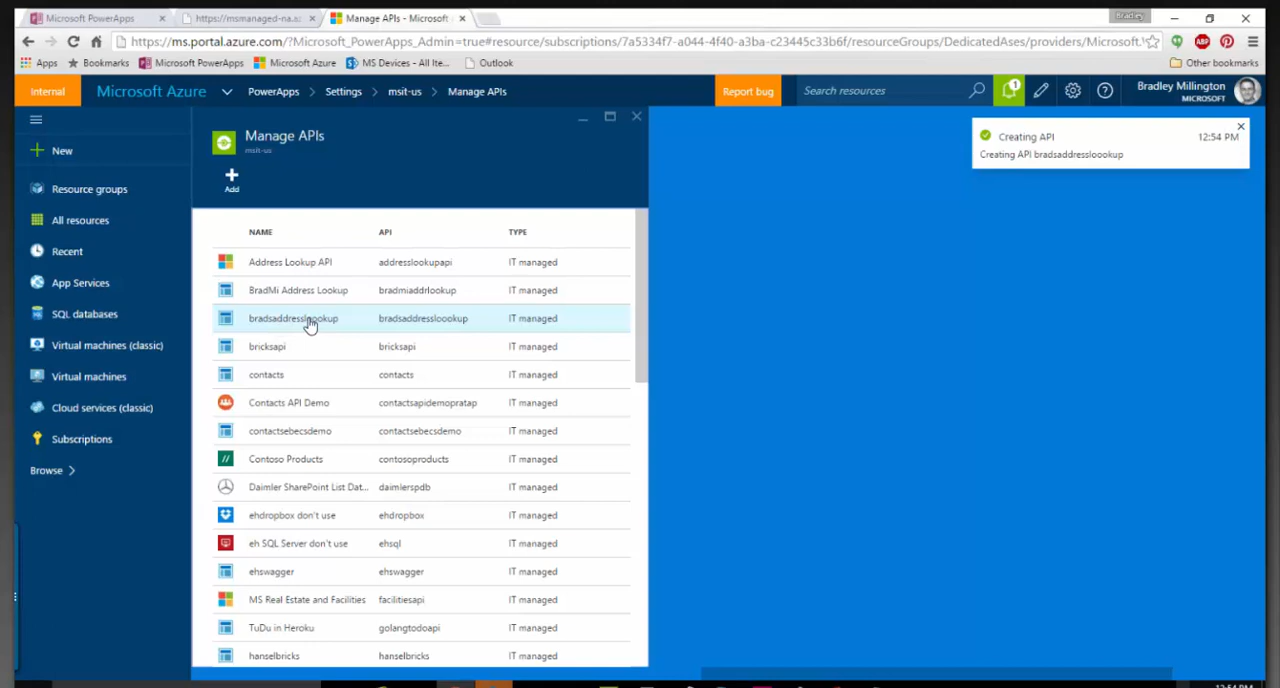 Microsoft PowerApps
https://msmanaged-na.az
Manage APIs - Microsoft
Bradley
https://ms.portal.azure.com/?Microsoft_PowerApps_Admin=true#resource/subscriptions/7a5334f7-a044-4f40-a3ba-c23445c33b6f/resourceGroups/DedicatedAses/providers/Microsoft.
Apps
Bookmarks
Microsoft PowerApps
Microsoft Azure
MS Devices - All Ite...
Outlook
Other bookmarks
Internal
Microsoft Azure
PowerApps
Settings
msit-us
Manage APIs
Report bug
Search resources
1
Bradley Millington
MICROSOFT
New
Resource groups
All resources
Recent
App Services
SQL databases
Virtual machines (classic)
Virtual machines
Cloud services (classic)
Subscriptions
Browse
Manage APIs
msit-us
Add
Creating API 12:54 PM
Creating API bradsaddressloookup
NAME API TYPE
Address Lookup API addresslookupapi IT managed
BradMi Address Lookup bradmiaddrlookup IT managed
bradsaddressloookup bradsaddressloookup IT managed
bricksapi bricksapi IT managed
contacts contacts IT managed
Contacts API Demo contactsapidemopratap IT managed
contactsebecsdemo contactsebecsdemo IT managed
Contoso Products contosoproducts IT managed
Daimler SharePoint List Dat... daimlerspdb IT managed
ehdropbox don't use ehdropbox IT managed
eh SQL Server don't use ehsql IT managed
ehswagger ehswagger IT managed
MS Real Estate and Facilities facilitiesapi IT managed
TuDu in Heroku golangtodoapi IT managed
hanselbricks hanselbricks IT managed